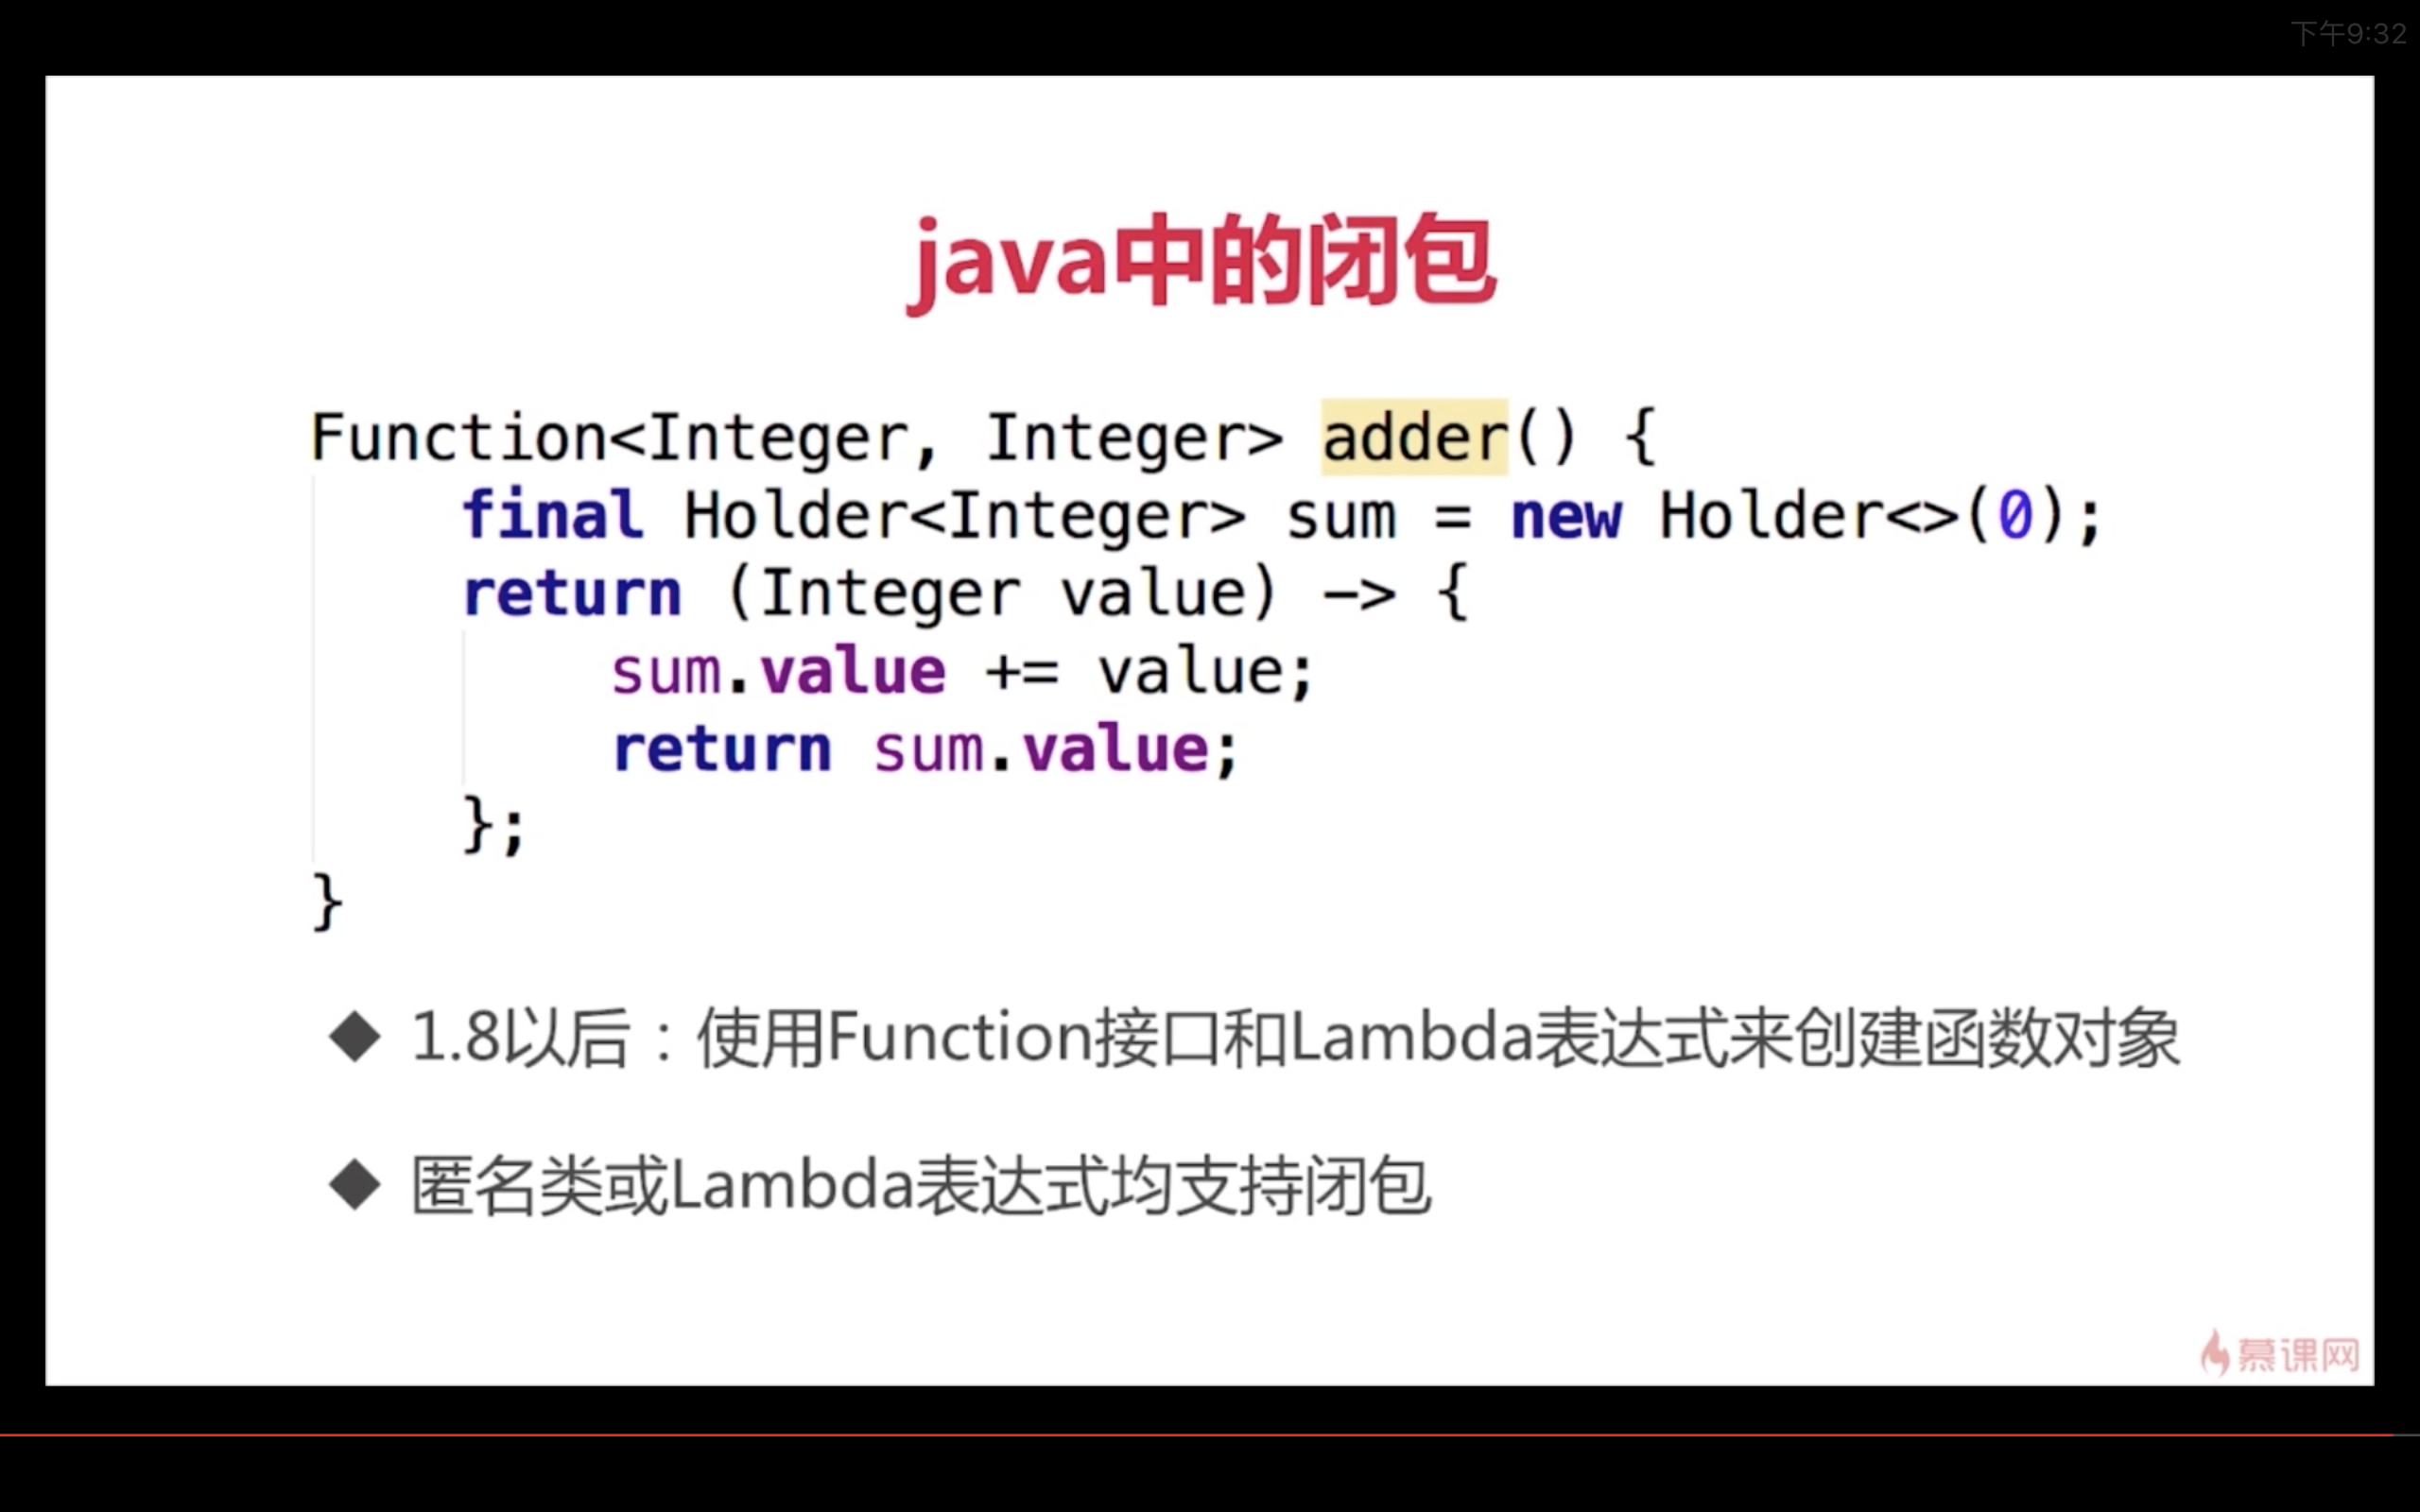 下午9:32
java中的闭包
Function<Integer, Integer> adder() {
    final Holder<Integer> sum = new Holder<>(0);
    return (Integer value) -> {
        sum.value += value;
        return sum.value;
    };
}
◆ 1.8以后：使用Function接口和Lambda表达式来创建函数对象
◆ 匿名类或Lambda表达式均支持闭包
慕课网